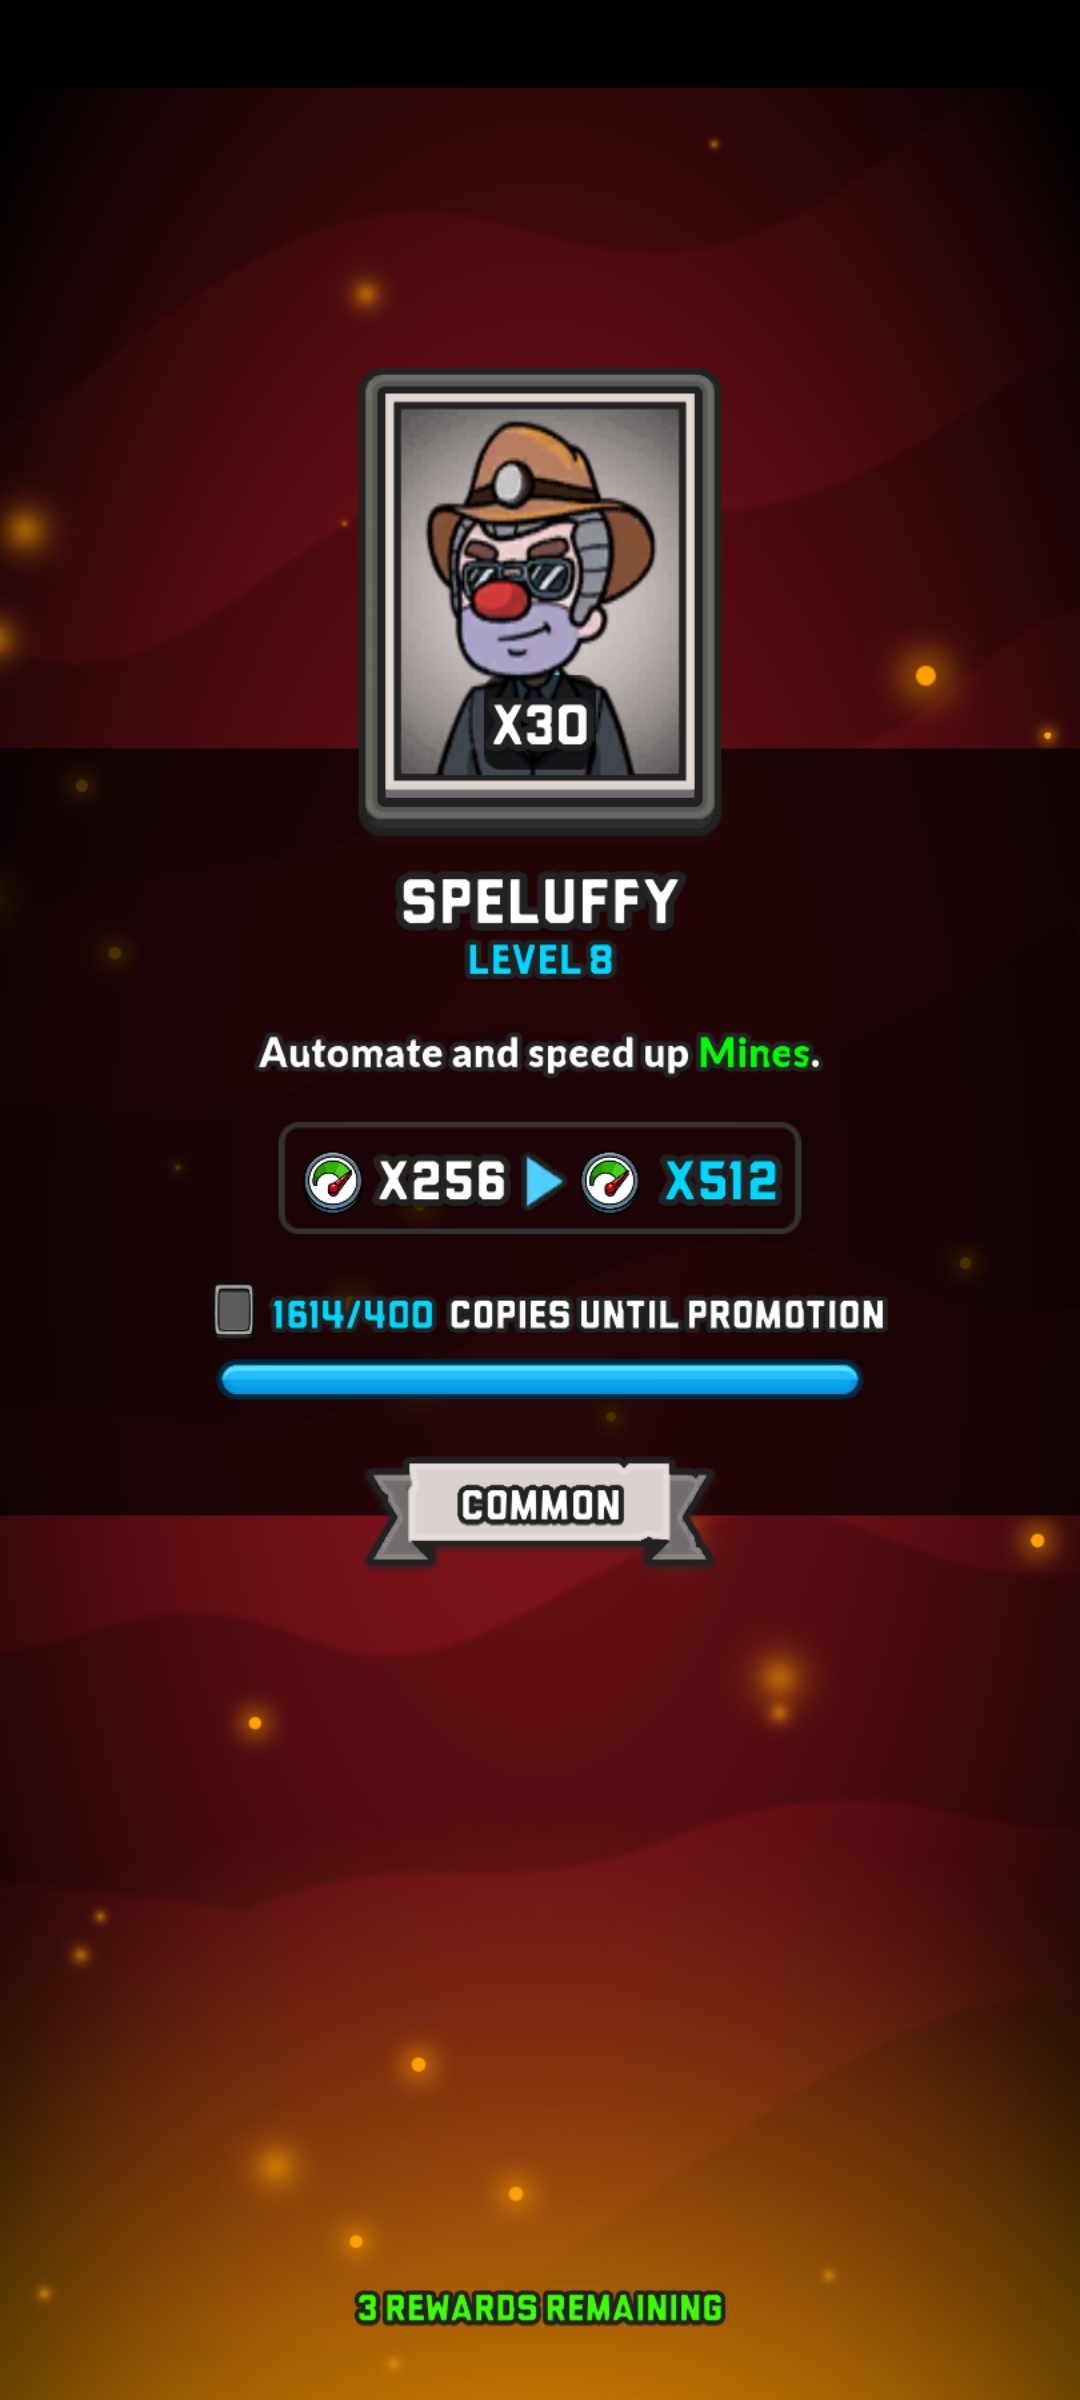 X30
SPELUFFY
LEVEL 8
Automate and speed up Mines.
X256 X512
1614/400 COPIES UNTIL PROMOTION
COMMON
3 REWARDS REMAINING